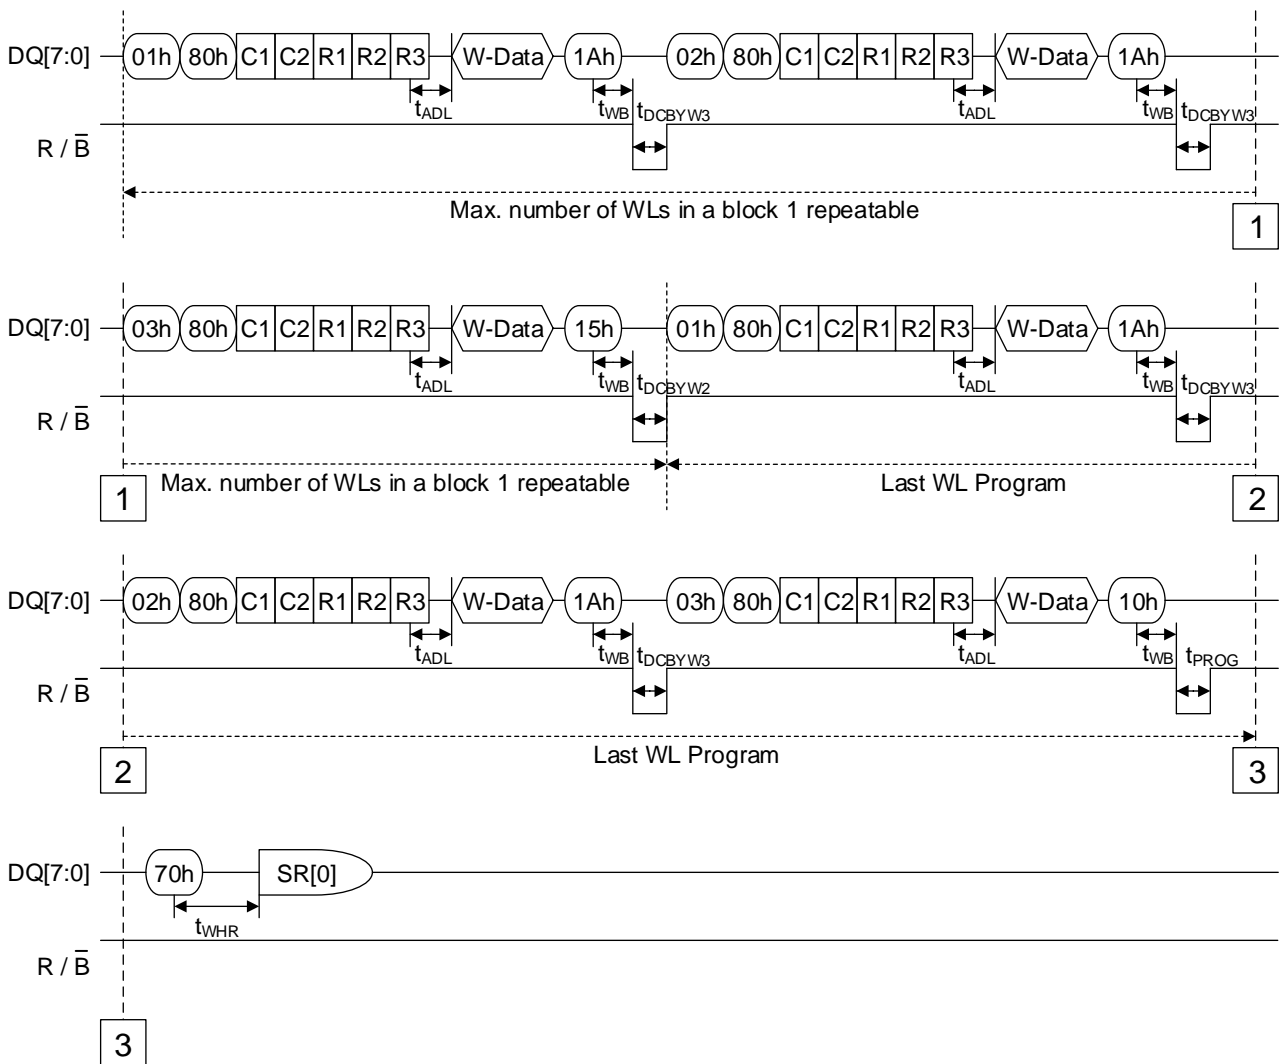 DQ[7:0] 01h 80h C1 C2 R1 R2 R3 W-Data 1Ah 02h 80h C1 C2 R1 R2 R3 W-Data 1Ah
tADL tWB tDCBYW3 tADL tWB tDCBYW3
R / B̅
Max. number of WLs in a block 1 repeatable
1
DQ[7:0] 03h 80h C1 C2 R1 R2 R3 W-Data 15h 01h 80h C1 C2 R1 R2 R3 W-Data 1Ah
tADL tWB tDCBYW2 tADL tWB tDCBYW3
R / B̅
1 Max. number of WLs in a block 1 repeatable Last WL Program 2
DQ[7:0] 02h 80h C1 C2 R1 R2 R3 W-Data 1Ah 03h 80h C1 C2 R1 R2 R3 W-Data 10h
tADL tWB tDCBYW3 tADL tWB tPROG
R / B̅
Last WL Program
2 3
DQ[7:0] 70h SR[0]
tWHR
R / B̅
3